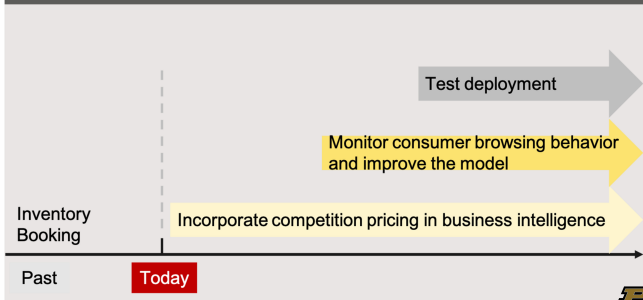 Test deployment
Monitor consumer browsing behavior
and improve the model
Inventory
Booking
Incorporate competition pricing in business intelligence
Past
Today